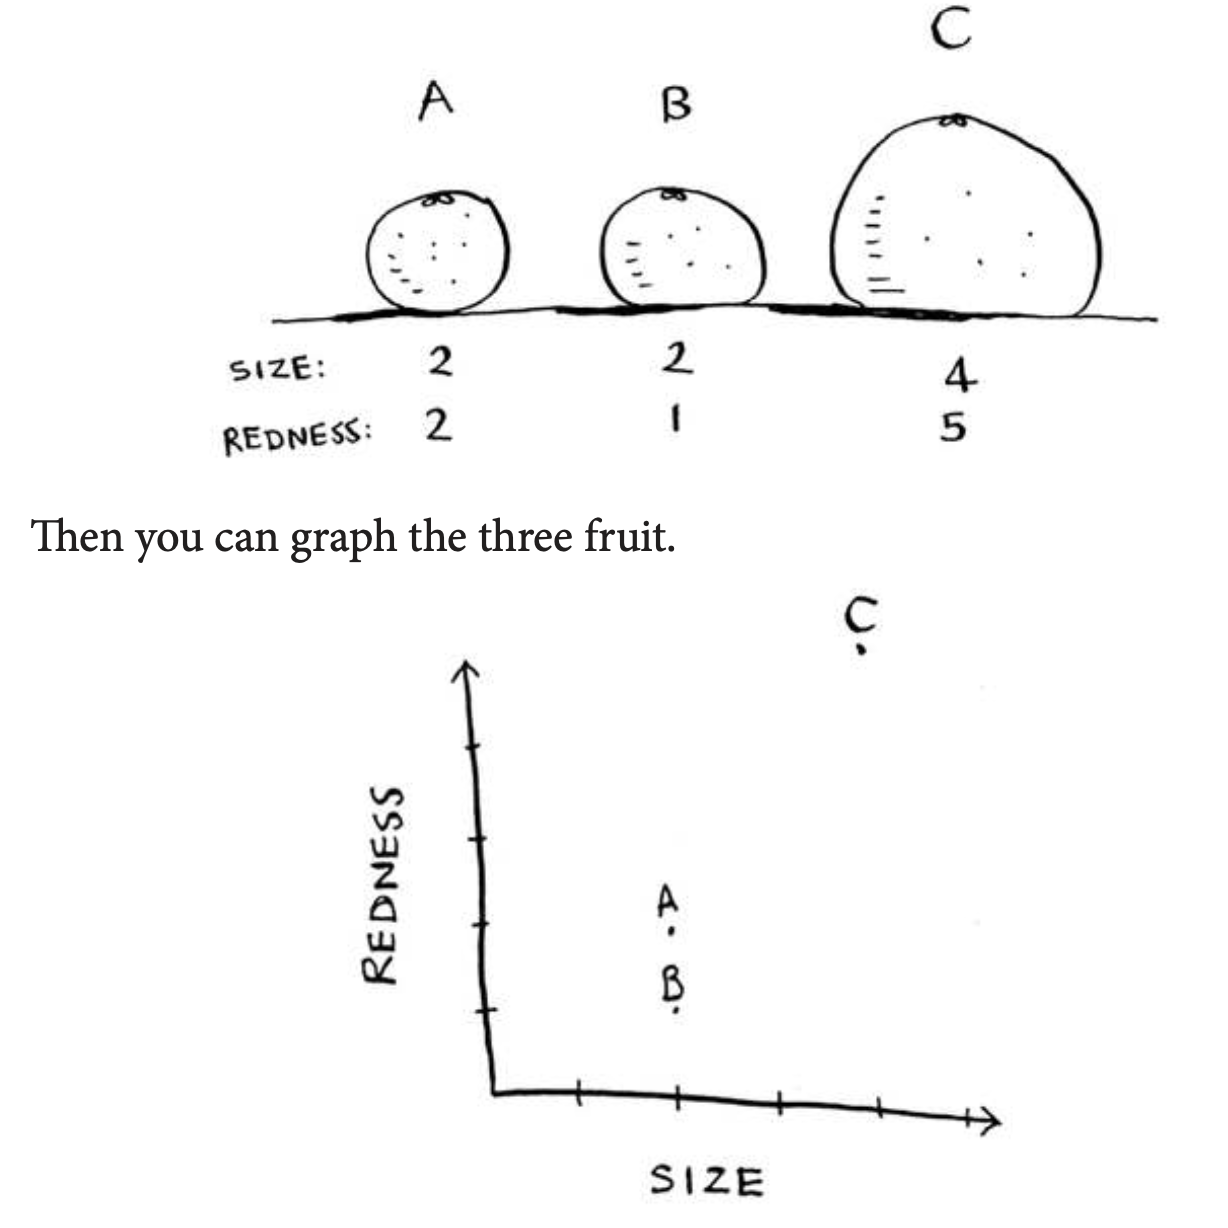 C
A B
SIZE: 2 2 4
REDNESS: 2 1 5
Then you can graph the three fruit.
C
REDNESS
A
B
SIZE